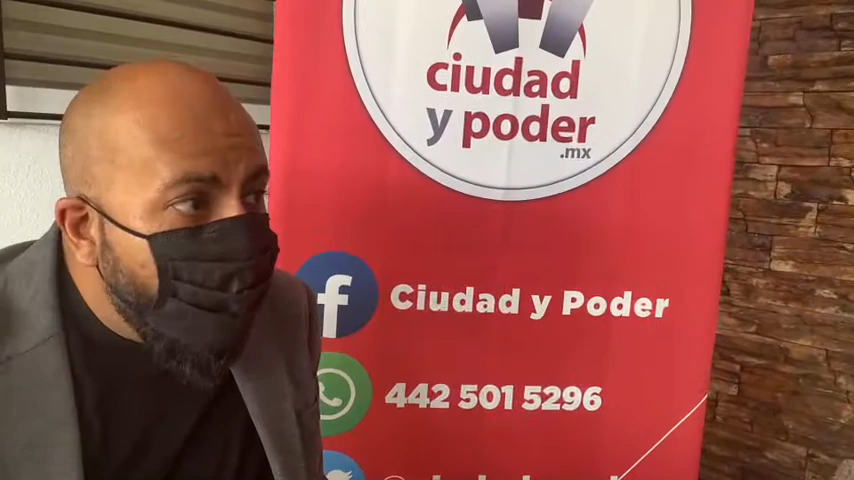 ciudad
y poder
.mx
f
Ciudad y Poder
442 501 5296